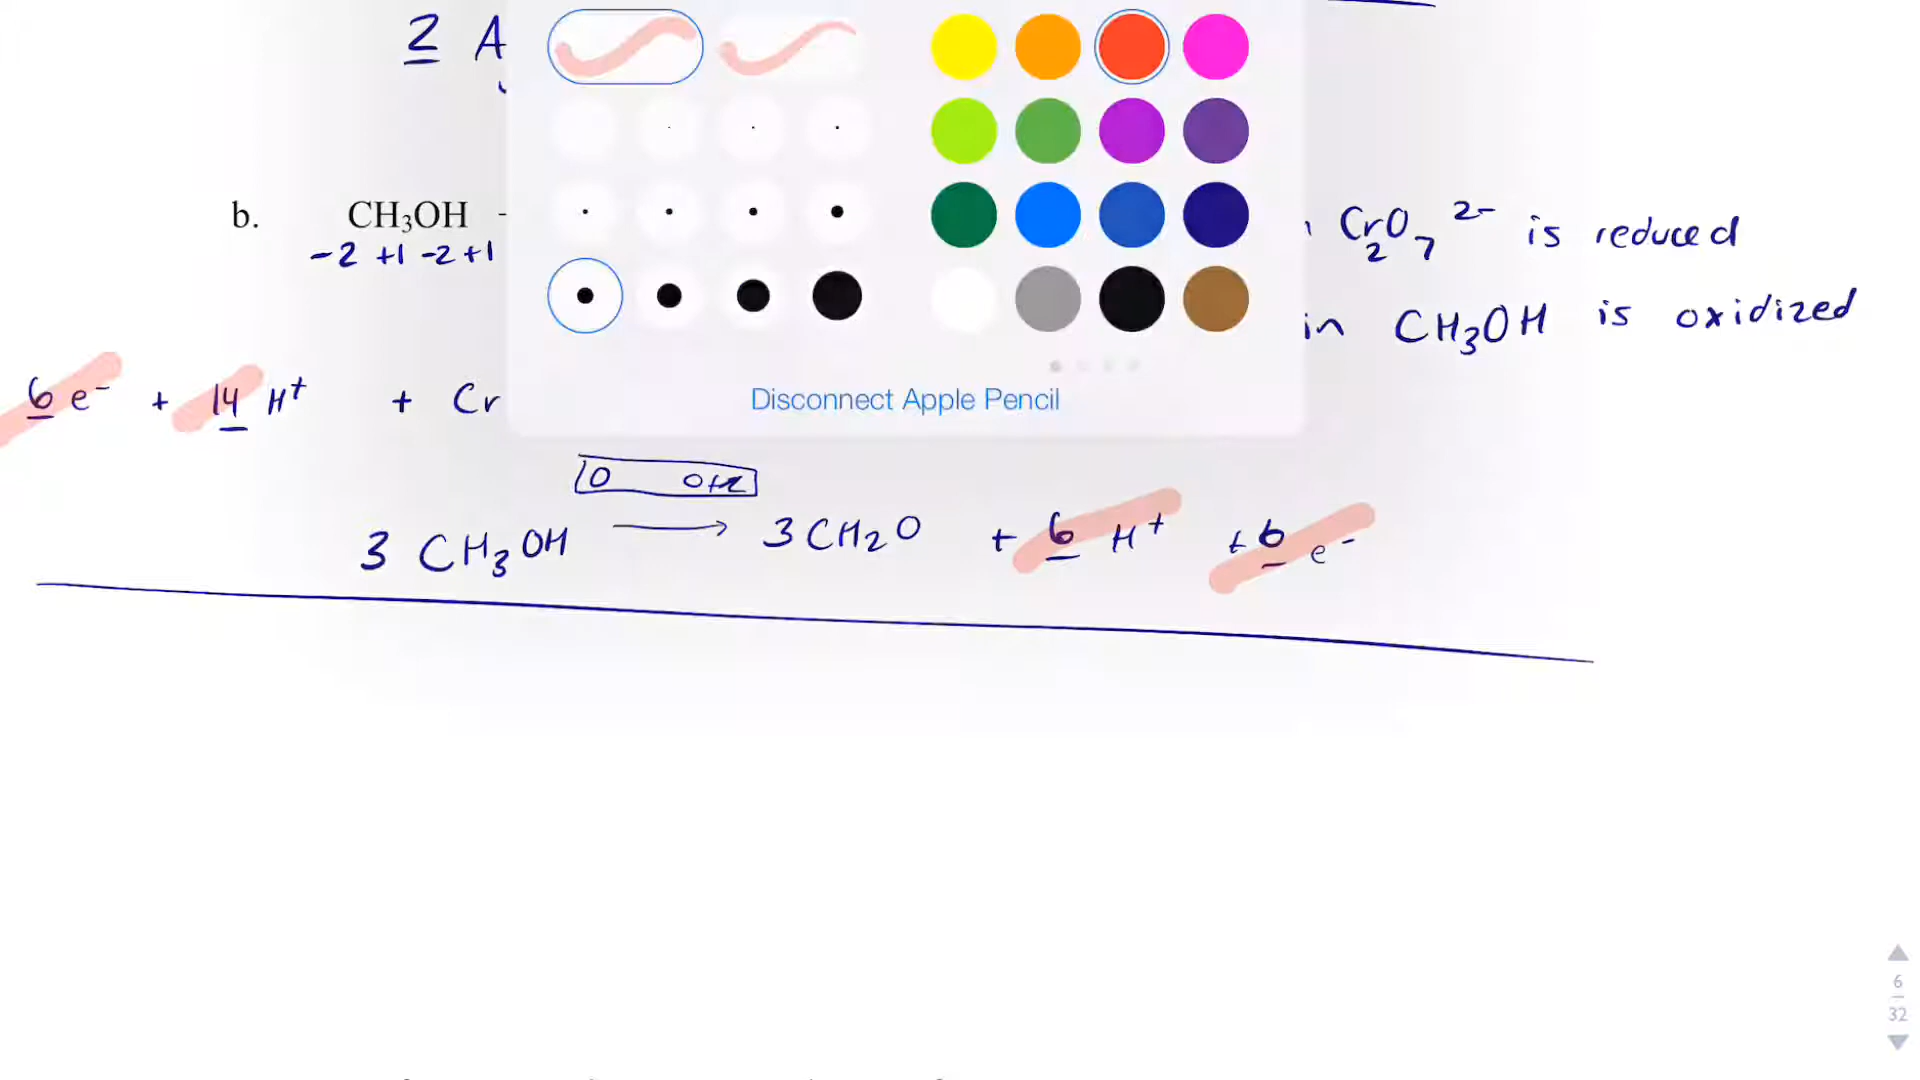 2 A
b. CH₃OH -
-2 +1 -2 +1
Cr₂O₇ ²⁻ is reduced
in CH₃OH is oxidized
6 e⁻ + 14 H⁺ + Cr
Disconnect Apple Pencil
3 CH₃OH → 3 CH₂O + 6 H⁺ + 6 e⁻
6
32